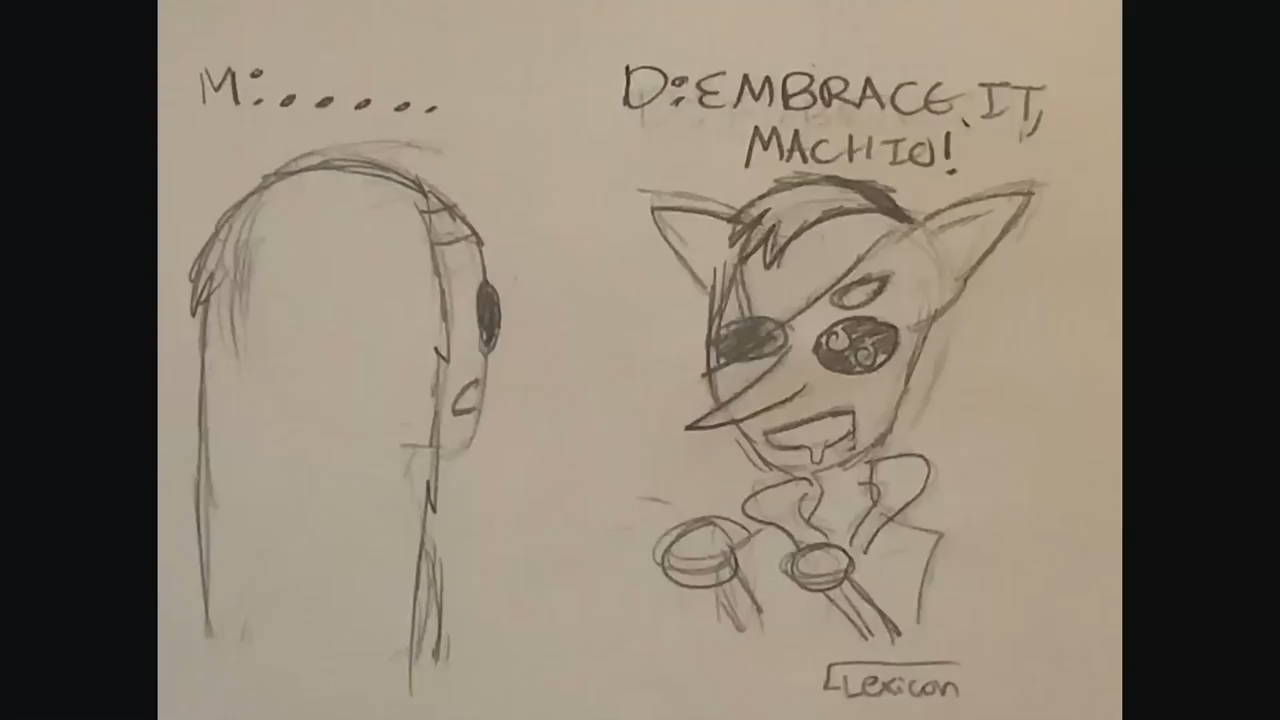 M:......
D: EMBRACE IT,
MACHIO!
Lexicon